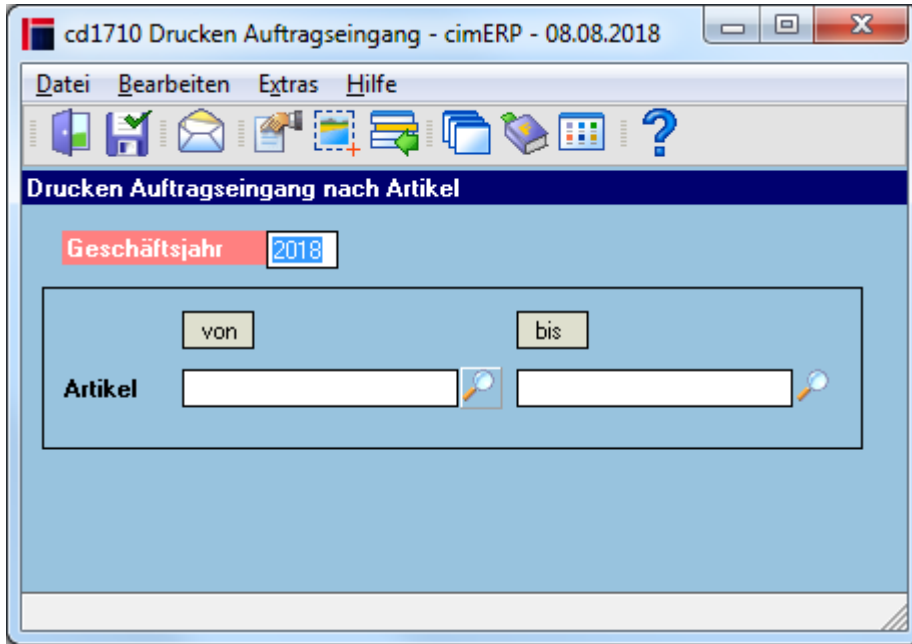 cd1710 Drucken Auftragseingang - cimERP - 08.08.2018
Datei Bearbeiten Extras Hilfe
Drucken Auftragseingang nach Artikel
Geschäftsjahr 2018
von bis
Artikel